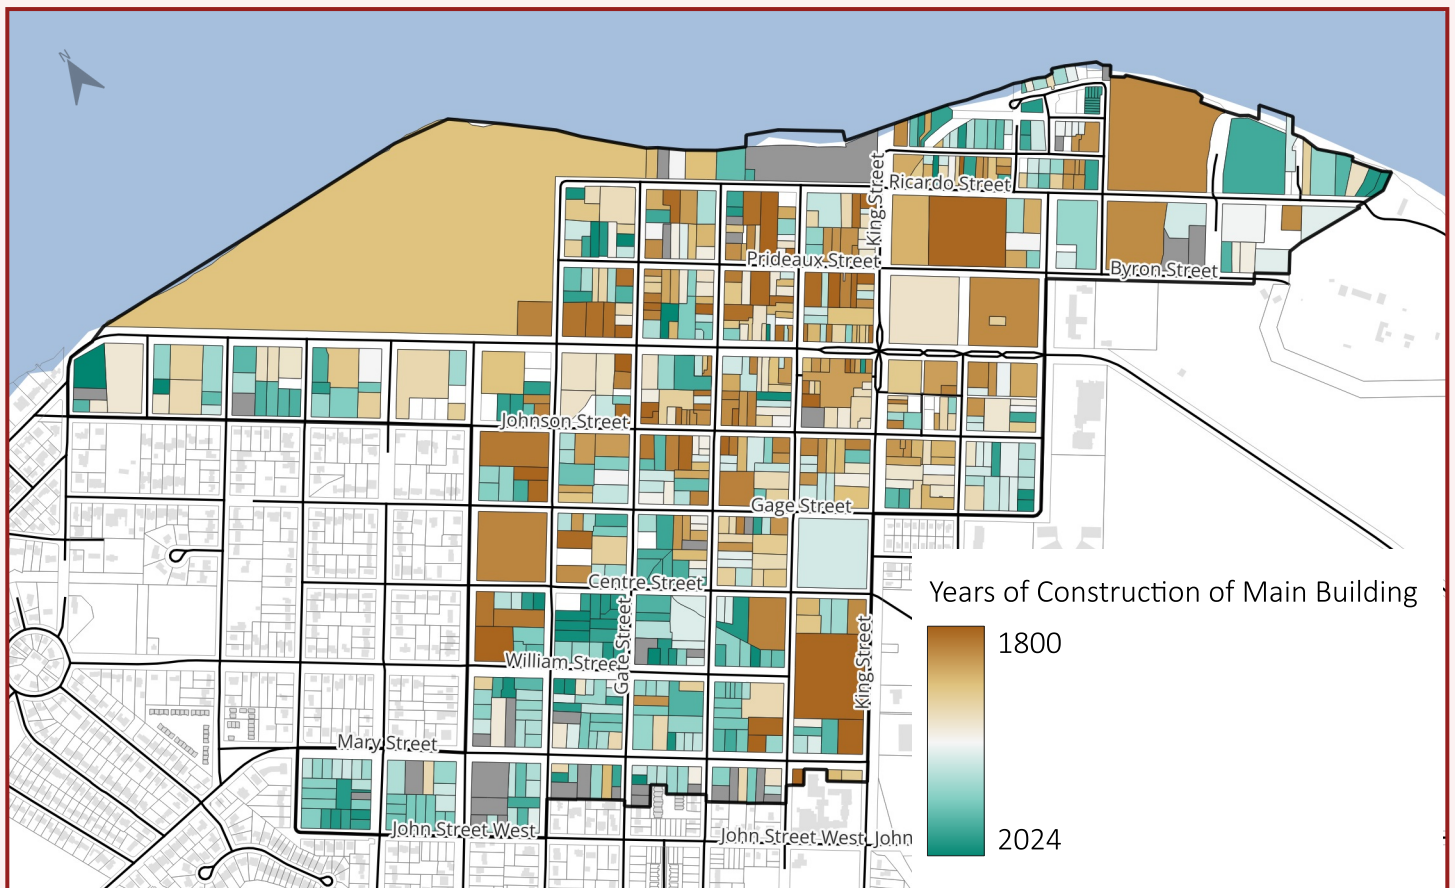 N
King Street
Ricardo Street
Prideaux Street
Byron Street
Johnson Street
Gage Street
Centre Street
Gate Street
William Stree
King Street
Mary Street
John Street West
John Street West
John
Years of Construction of Main Building
1800
2024